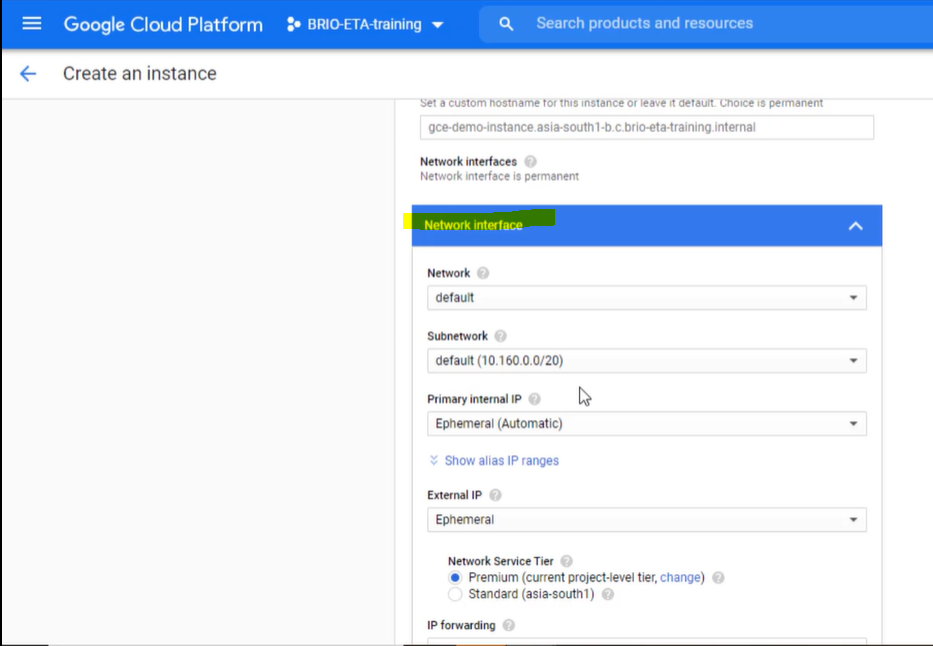 Google Cloud Platform
BRIO-ETA-training
Search products and resources
Create an instance
Set a custom hostname for this instance or leave it default. Choice is permanent
gce-demo-instance.asia-south1-b.c.brio-eta-training.internal
Network interfaces
Network interface is permanent
Network interface
Network
default
Subnetwork
default (10.160.0.0/20)
Primary internal IP
Ephemeral (Automatic)
Show alias IP ranges
External IP
Ephemeral
Network Service Tier
Premium (current project-level tier, change)
Standard (asia-south1)
IP forwarding